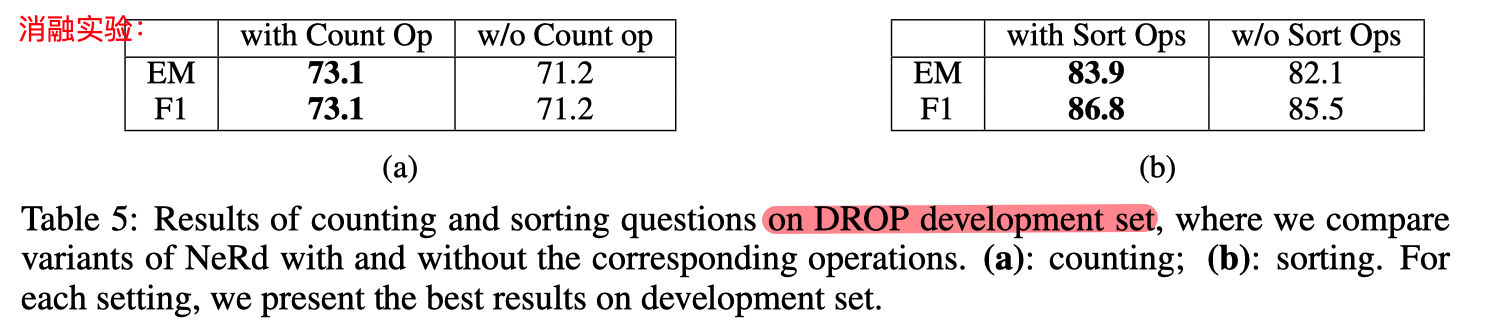 消融实验：
with Count Op w/o Count op
EM 73.1 71.2
F1 73.1 71.2
(a)
with Sort Ops w/o Sort Ops
EM 83.9 82.1
F1 86.8 85.5
(b)
Table 5: Results of counting and sorting questions on DROP development set, where we compare
variants of NeRd with and without the corresponding operations. (a): counting; (b): sorting. For
each setting, we present the best results on development set.